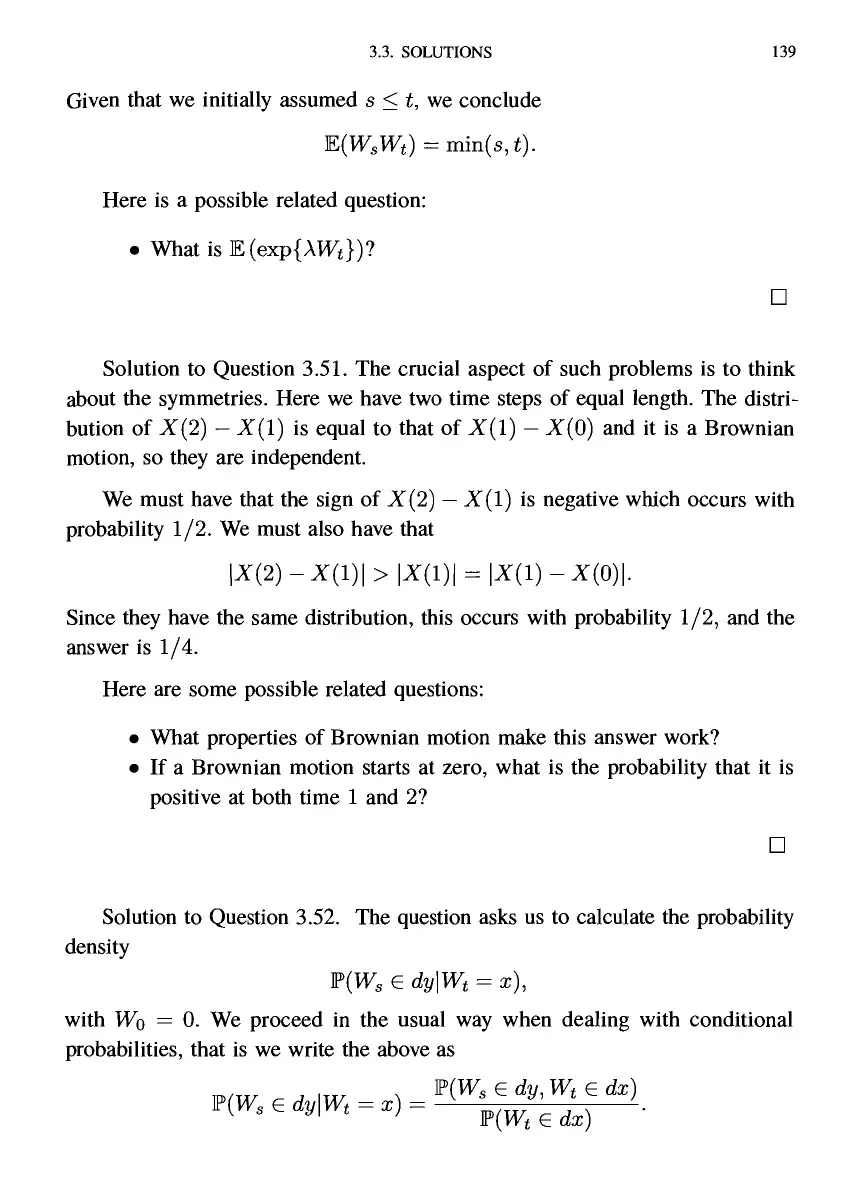 3.3. SOLUTIONS 139
Given that we initially assumed s ≤ t, we conclude
𝔼(W_sW_t) = min(s, t).
Here is a possible related question:
• What is 𝔼(exp{λW_t})?
□
Solution to Question 3.51. The crucial aspect of such problems is to think
about the symmetries. Here we have two time steps of equal length. The distri-
bution of X(2) − X(1) is equal to that of X(1) − X(0) and it is a Brownian
motion, so they are independent.
We must have that the sign of X(2) − X(1) is negative which occurs with
probability 1/2. We must also have that
|X(2) − X(1)| > |X(1)| = |X(1) − X(0)|.
Since they have the same distribution, this occurs with probability 1/2, and the
answer is 1/4.
Here are some possible related questions:
• What properties of Brownian motion make this answer work?
• If a Brownian motion starts at zero, what is the probability that it is
positive at both time 1 and 2?
□
Solution to Question 3.52. The question asks us to calculate the probability
density
ℙ(W_s ∈ dy|W_t = x),
with W_0 = 0. We proceed in the usual way when dealing with conditional
probabilities, that is we write the above as
ℙ(W_s ∈ dy|W_t = x) = ℙ(W_s ∈ dy, W_t ∈ dx) / ℙ(W_t ∈ dx).